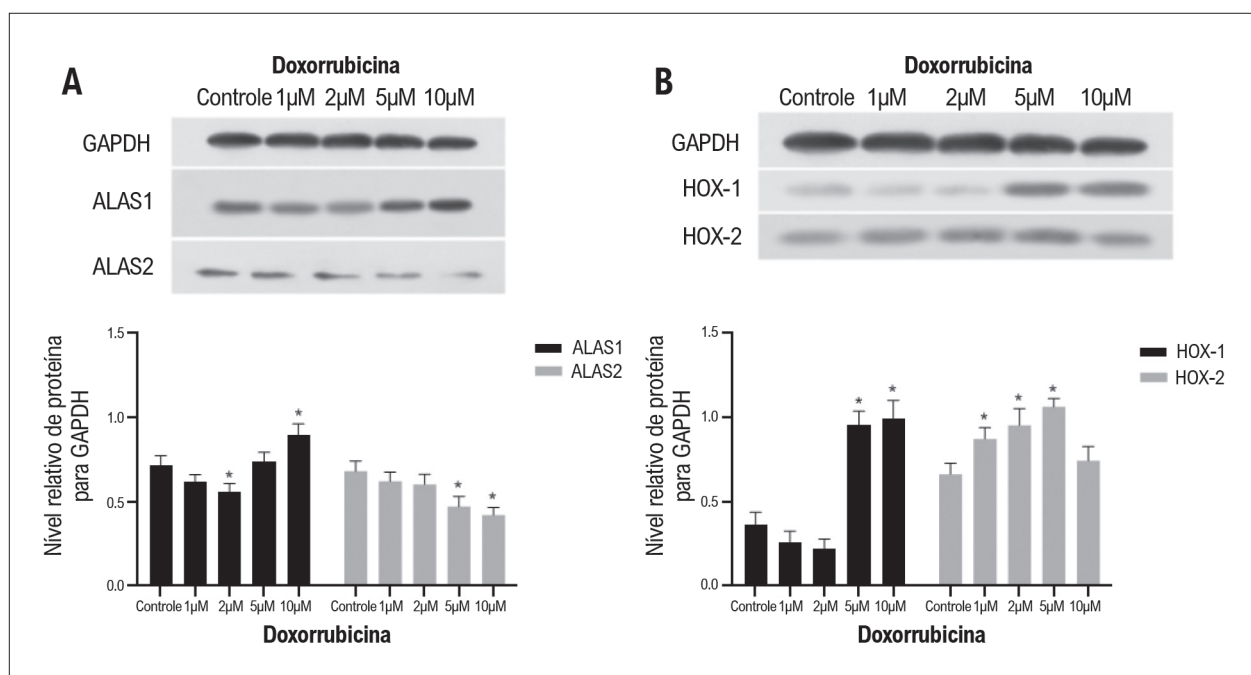 A
Doxorrubicina
Controle 1µM 2µM 5µM 10µM
GAPDH
ALAS1
ALAS2
1.5
1.0
0.5
0.0
Nível relativo de proteína
para GAPDH
ALAS1
ALAS2
*
*
*
*
Controle 1µM 2µM 5µM 10µM Controle 1µM 2µM 5µM 10µM
Doxorrubicina
B
Doxorrubicina
Controle 1µM 2µM 5µM 10µM
GAPDH
HOX-1
HOX-2
1.5
1.0
0.5
0.0
Nível relativo de proteína
para GAPDH
HOX-1
HOX-2
*
*
*
*
*
Controle 1µM 2µM 5µM 10µM Controle 1µM 2µM 5µM 10µM
Doxorrubicina